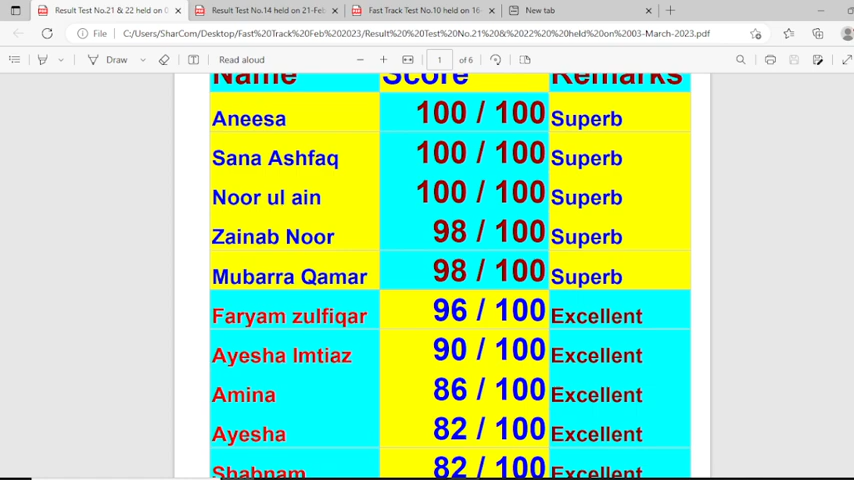 Result Test No.21 & 22 held on 0
Result Test No.14 held on 21-Feb
Fast Track Test No.10 held on 16
New tab
File
C:/Users/SharCom/Desktop/Fast%20Track%20Feb%202023/Result%20%20Test%20No.21%20&%2022%20held%20on%2003-March-2023.pdf
Draw
Read aloud
1 of 6
Name Score Remarks
Aneesa 100 / 100 Superb
Sana Ashfaq 100 / 100 Superb
Noor ul ain 100 / 100 Superb
Zainab Noor 98 / 100 Superb
Mubarra Qamar 98 / 100 Superb
Faryam zulfiqar 96 / 100 Excellent
Ayesha Imtiaz 90 / 100 Excellent
Amina 86 / 100 Excellent
Ayesha 82 / 100 Excellent
Shabnam 82 / 100 Excellent